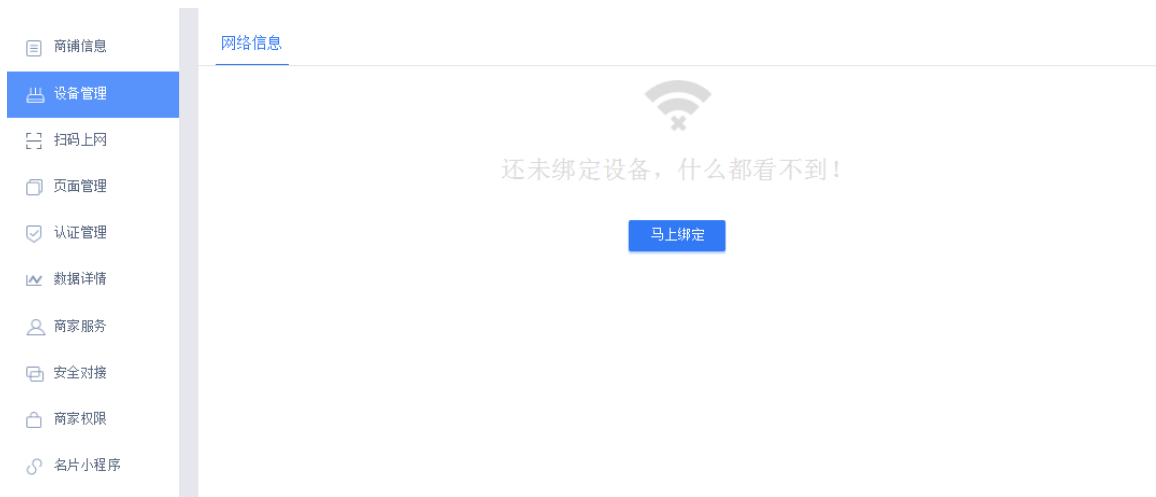 商铺信息
设备管理
扫码上网
页面管理
认证管理
数据详情
商家服务
安全对接
商家权限
名片小程序
网络信息
还未绑定设备，什么都看不到！
马上绑定